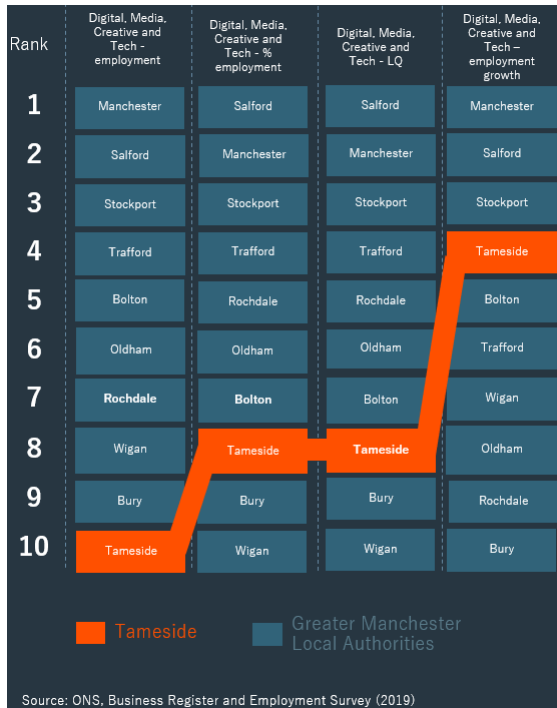 Rank
Digital, Media,
Creative and
Tech -
employment
Digital, Media,
Creative and
Tech - %
employment
Digital, Media,
Creative and
Tech - LQ
Digital, Media,
Creative and
Tech –
employment
growth
1 Manchester Salford Salford Manchester
2 Salford Manchester Manchester Salford
3 Stockport Stockport Stockport Stockport
4 Trafford Trafford Trafford Tameside
5 Bolton Rochdale Rochdale Bolton
6 Oldham Oldham Oldham Trafford
7 Rochdale Bolton Bolton Wigan
8 Wigan Tameside Tameside Oldham
9 Bury Bury Bury Rochdale
10 Tameside Wigan Wigan Bury
Tameside
Greater Manchester
Local Authorities
Source: ONS, Business Register and Employment Survey (2019)